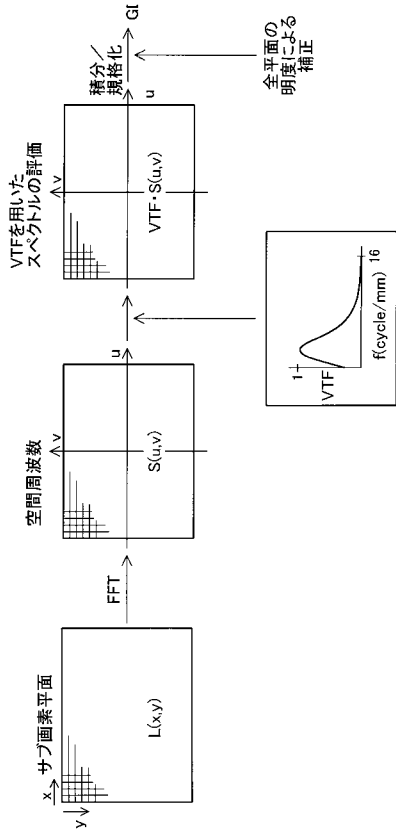 サブ画素平面
x
y
L(x,y)
FFT
空間周波数
v
u
S(u,v)
VTFを用いた
スペクトルの評価
v
u
VTF・S(u,v)
積分／
規格化
GI
1
VTF
16
f(cycle/mm)
全平面の
明度による
補正